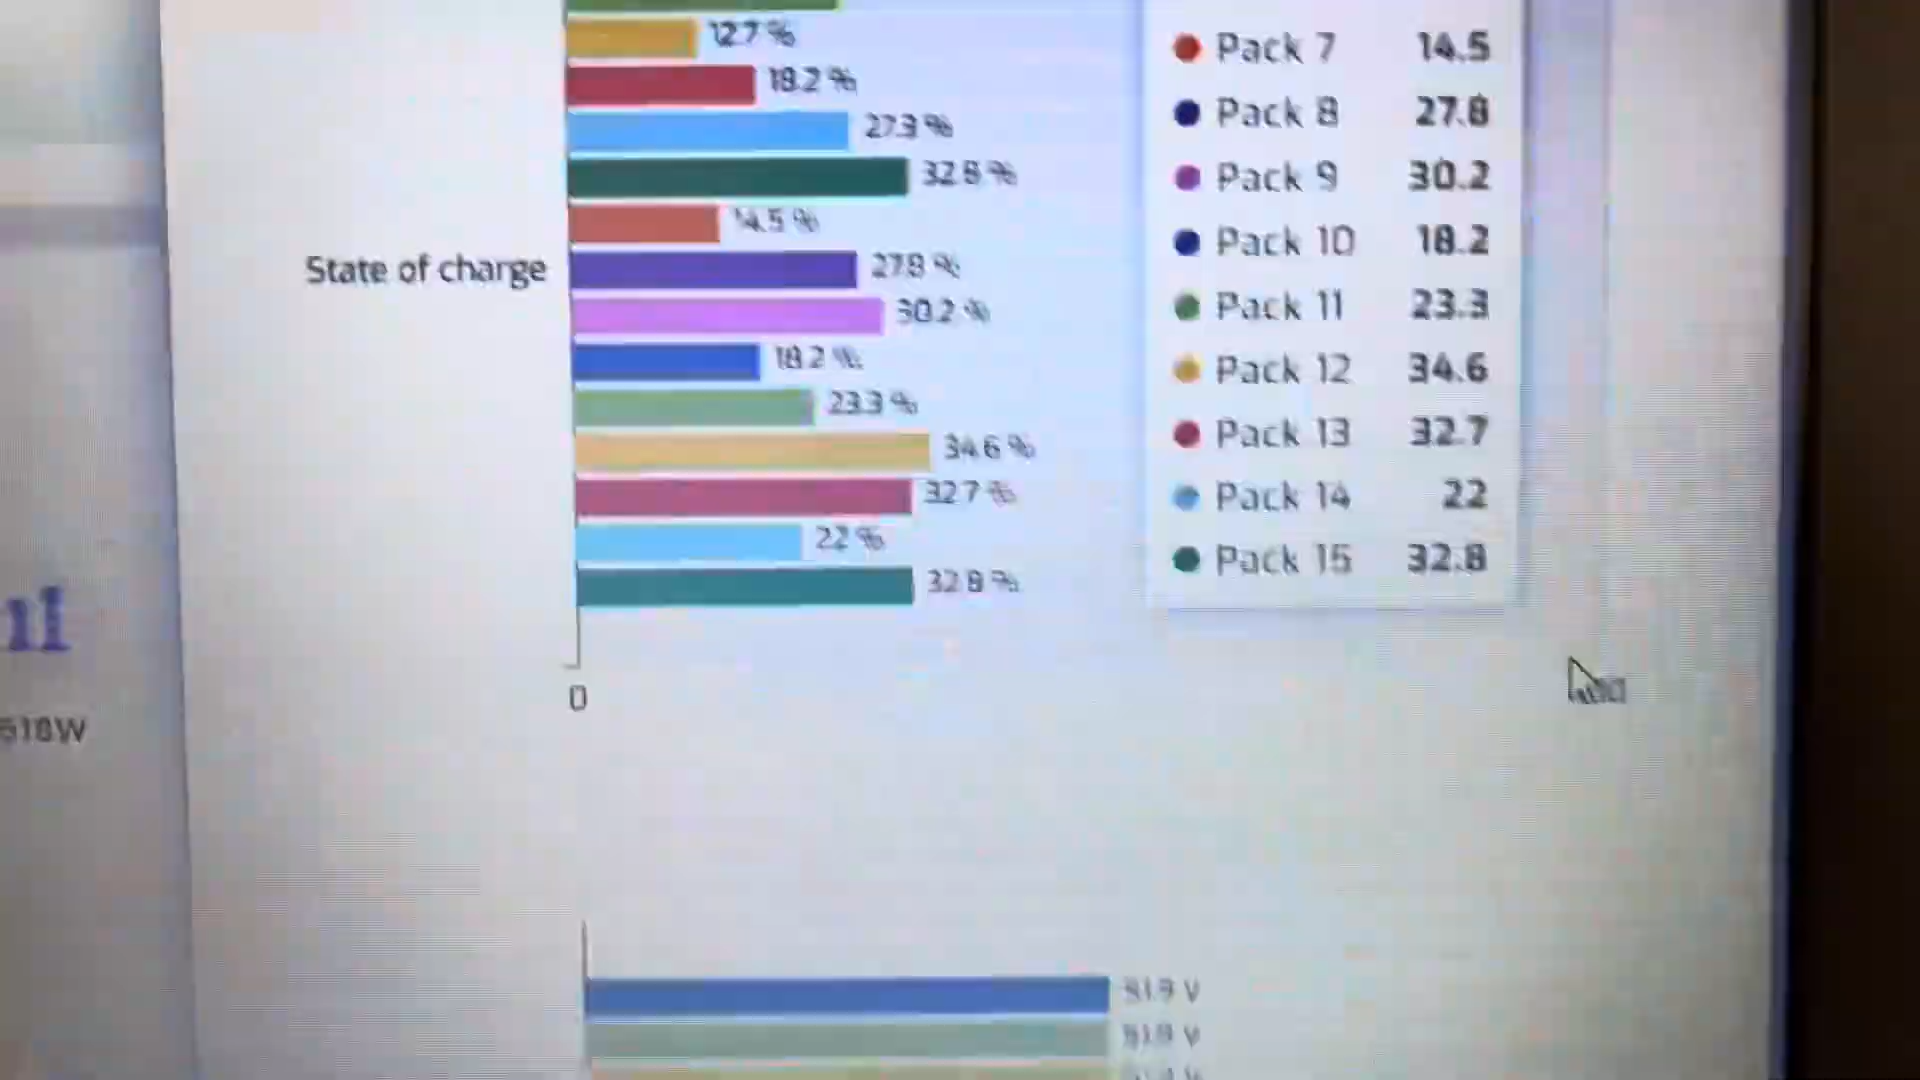 12.7 %
18.2 %
27.3 %
32.8 %
14.5 %
27.8 %
30.2 %
18.2 %
23.3 %
34.6 %
32.7 %
22 %
32.8 %
State of charge
0
Pack 7 14.5
Pack 8 27.8
Pack 9 30.2
Pack 10 18.2
Pack 11 23.3
Pack 12 34.6
Pack 13 32.7
Pack 14 22
Pack 15 32.8
518W
51.9 V